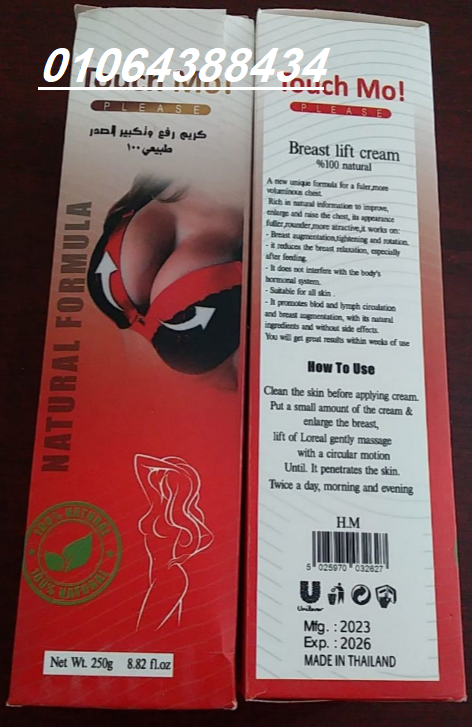 01064388434
Touch Mo!
PLEASE
كريم رفع وتكبير الصدر
طبيعي ١٠٠
NATURAL FORMULA
100% NATURAL
100% NATURAL
Net Wt. 250g 8.82 fl.oz
Touch Mo!
PLEASE
Breast lift cream
%100 natural
A new unique formula for a fuler,more
voluminous chest.
Rich in natural information to improve,
enlarge and raise the chest, its appearance
fuller,rounder,more attractive,it works on:
- Breast augmentation,tightening and rotation.
- it reduces the breast relaxation, especially
after feeding.
- It does not interfere with the body's
hormonal system.
- Suitable for all skin .
- It promotes blod and lymph circulation
and breast augmentation, with its natural
ingredients and without side effects.
You will get great results within weeks of use
How To Use
Clean the skin before applying cream.
Put a small amount of the cream &
enlarge the breast,
lift of Loreal gently massage
with a circular motion
Until. It penetrates the skin.
Twice a day, morning and evening
H.M
5 025970 032627
Unilever
Mfg. : 2023
Exp. : 2026
MADE IN THAILAND